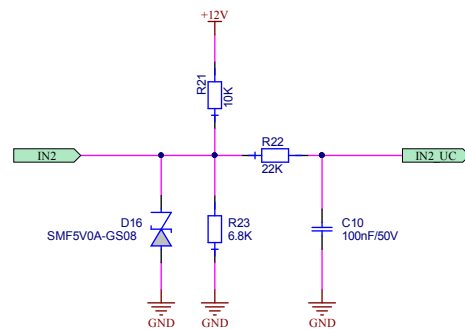 +12V
R21
10K
R22
22K
IN2
IN2_UC
D16
SMF5V0A-GS08
R23
6.8K
C10
100nF/50V
GND
GND
GND